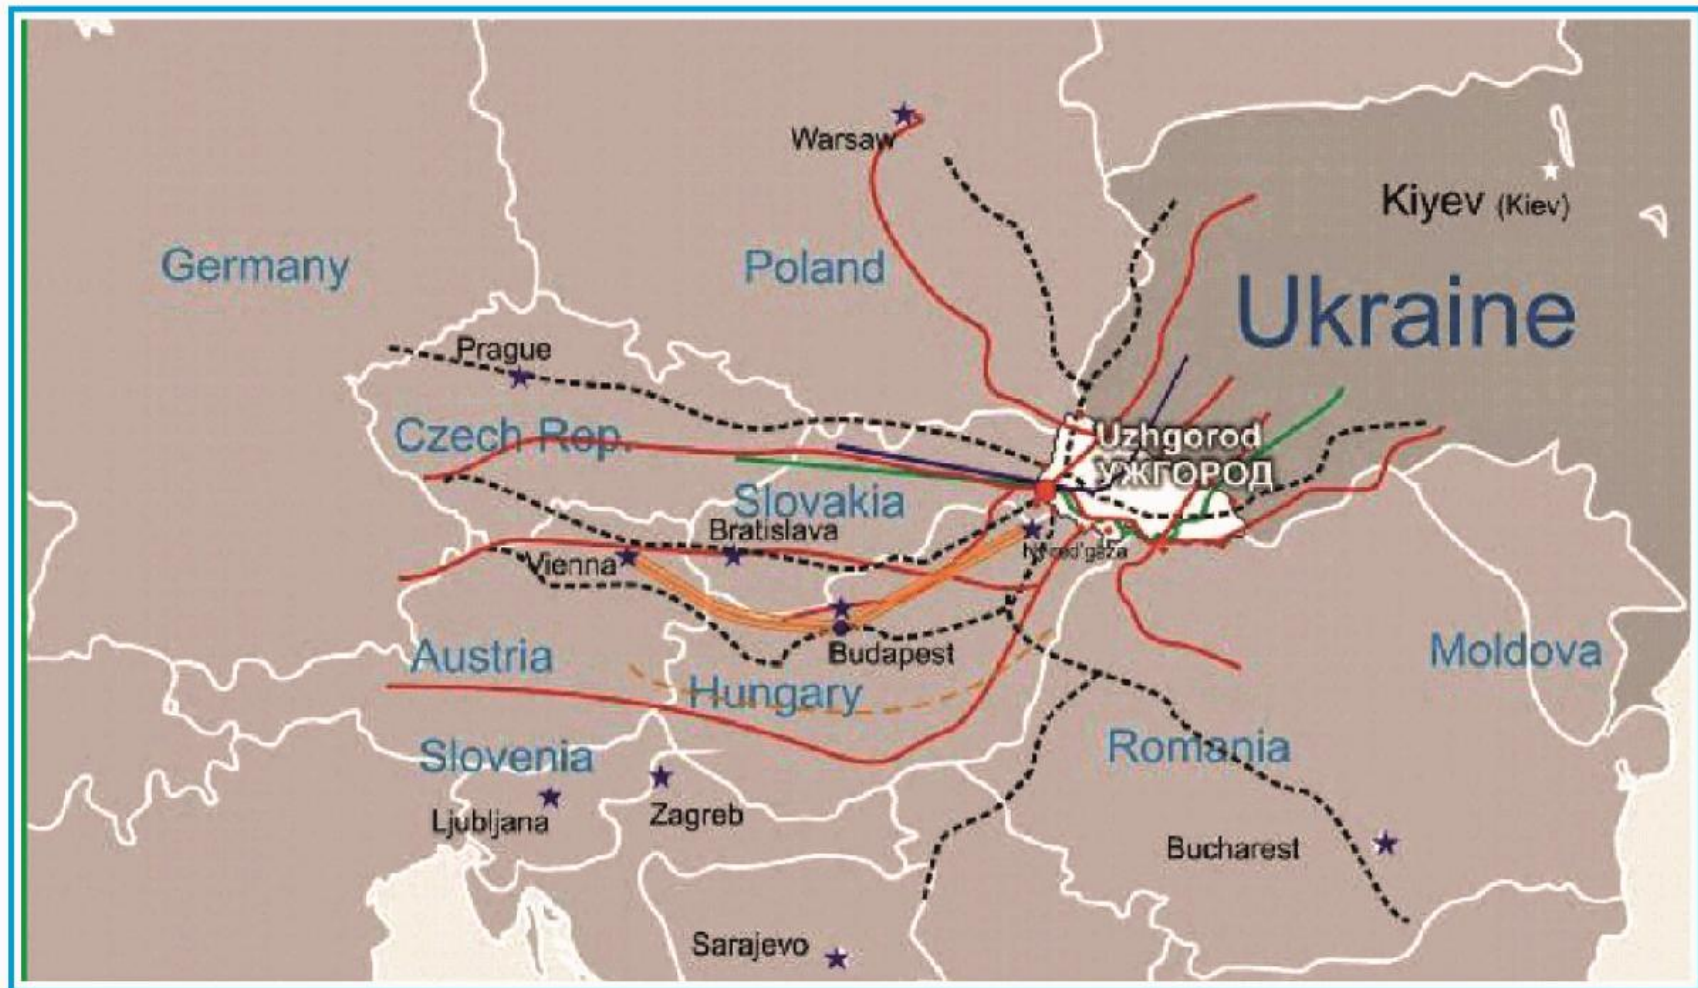 Warsaw
Kiyev (Kiev)
Germany
Poland
Ukraine
Prague
Czech Rep.
Uzhgorod
УЖГОРОД
Slovakia
Bratislava
Vienna
Budapest
Austria
Hungary
Moldova
Slovenia
Romania
Ljubljana
Zagreb
Bucharest
Sarajevo